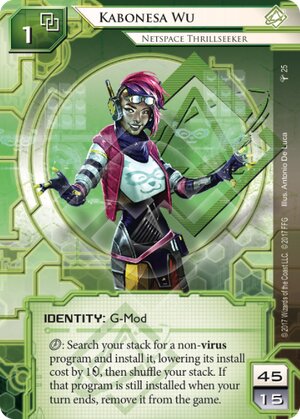 1
Kabonesa Wu
Netspace Thrillseeker
25
Illus. Antonio De Luca
© 2017 Wizards of the Coast LLC. © 2017 FFG
IDENTITY: G-Mod
: Search your stack for a non-virus
program and install it, lowering its install
cost by 1, then shuffle your stack. If
that program is still installed when your
turn ends, remove it from the game.
45
15